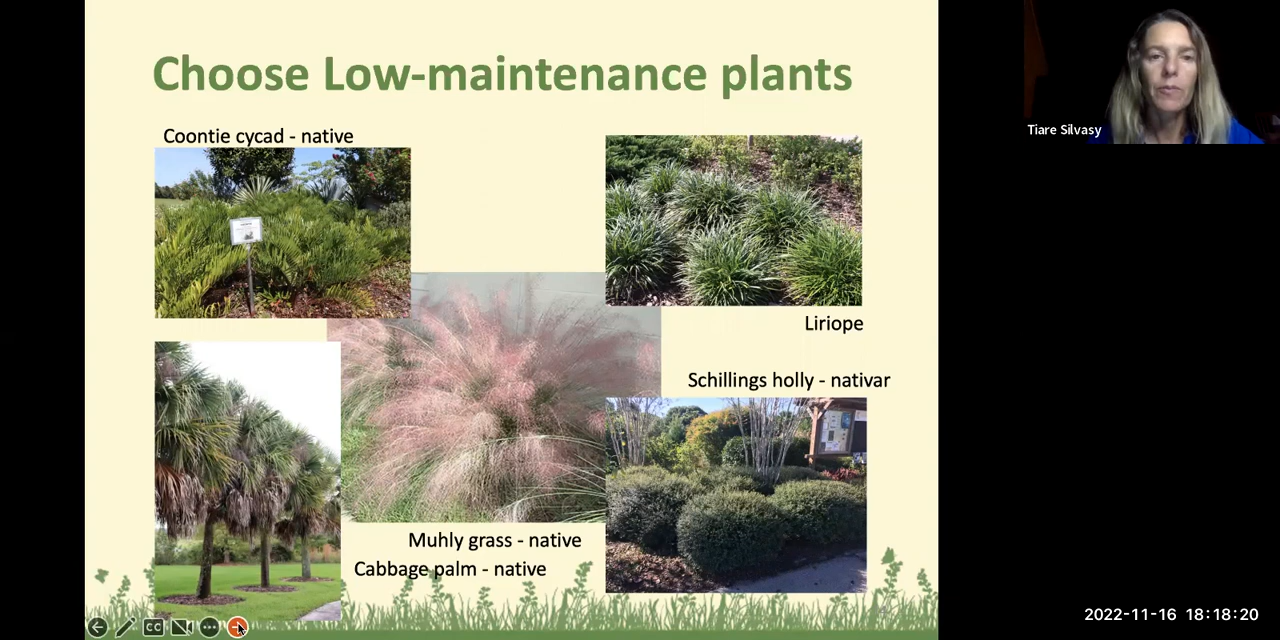 Choose Low-maintenance plants
Coontie cycad - native
Tiare Silvasy
Liriope
Schillings holly - nativar
Muhly grass - native
Cabbage palm - native
CC
2022-11-16 18:18:20